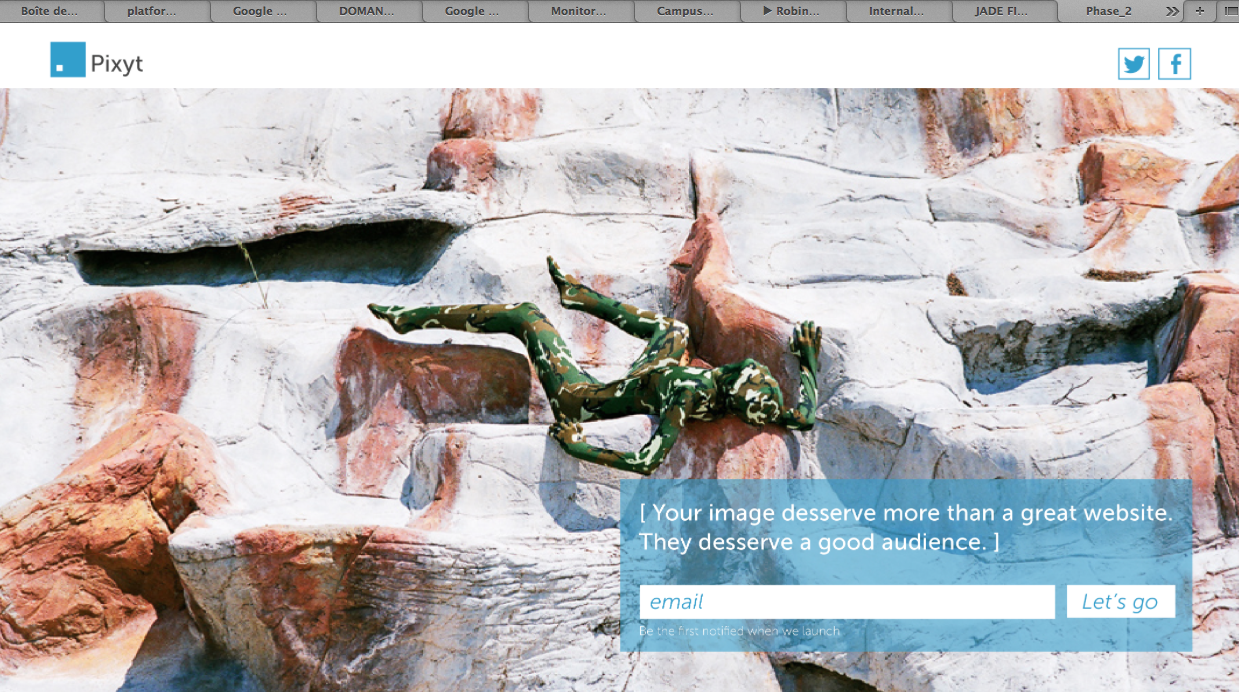 Boîte de...
platfor...
Google ...
DOMAN...
Google ...
Monitor...
Campus...
Robin...
Internal...
JADE FI...
Phase_2
Pixyt
[ Your image desserve more than a great website.
They desserve a good audience. ]
email
Let's go
Be the first notified when we launch